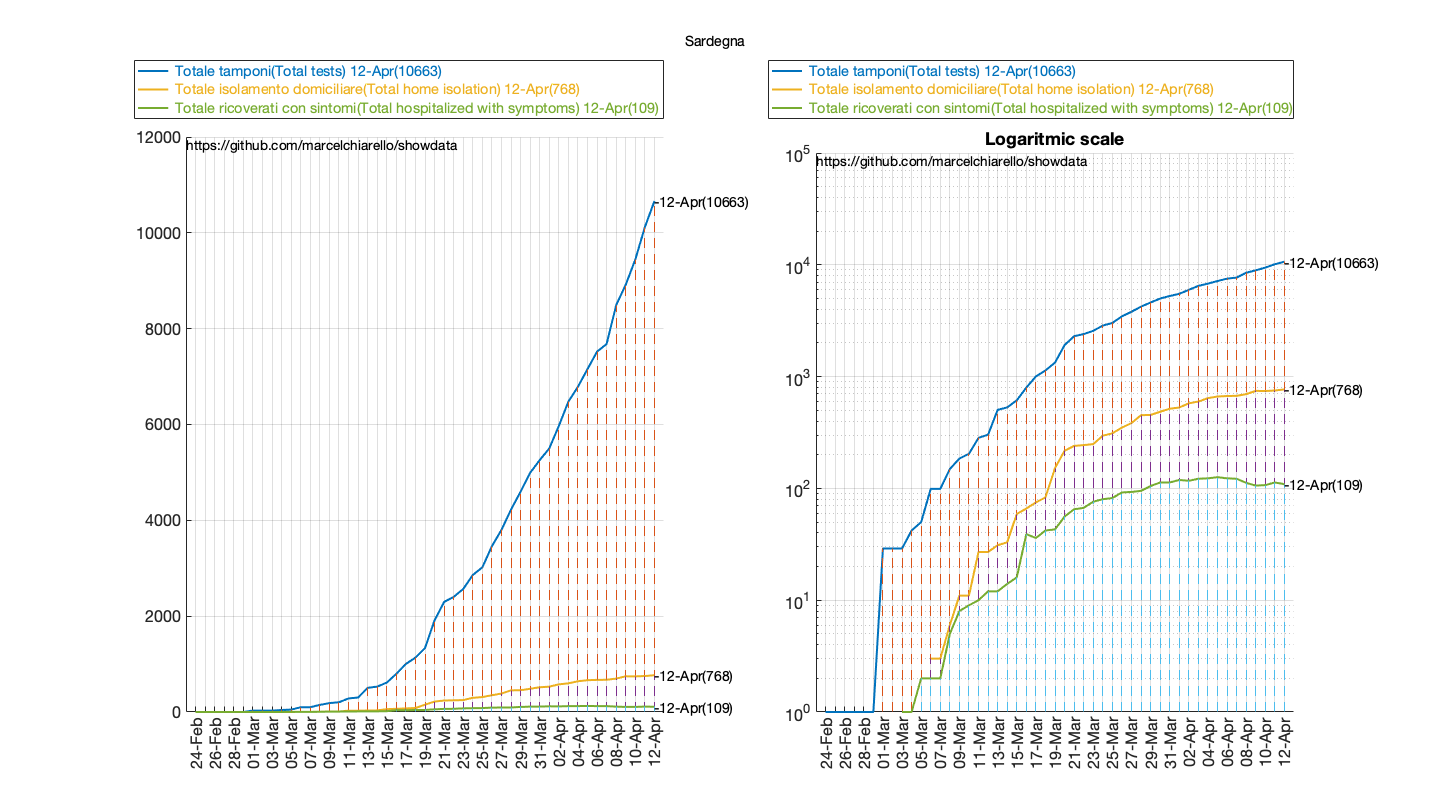 Sardegna
Totale tamponi(Total tests) 12-Apr(10663)
Totale isolamento domiciliare(Total home isolation) 12-Apr(768)
Totale ricoverati con sintomi(Total hospitalized with symptoms) 12-Apr(109)
12000
https://github.com/marcelchiarello/showdata
12-Apr(10663)
10000
8000
6000
4000
2000
12-Apr(768)
12-Apr(109)
0
24-Feb
26-Feb
28-Feb
01-Mar
03-Mar
05-Mar
07-Mar
09-Mar
11-Mar
13-Mar
15-Mar
17-Mar
19-Mar
21-Mar
23-Mar
25-Mar
27-Mar
29-Mar
31-Mar
02-Apr
04-Apr
06-Apr
08-Apr
10-Apr
12-Apr
Totale tamponi(Total tests) 12-Apr(10663)
Totale isolamento domiciliare(Total home isolation) 12-Apr(768)
Totale ricoverati con sintomi(Total hospitalized with symptoms) 12-Apr(109)
Logaritmic scale
10^5
https://github.com/marcelchiarello/showdata
10^4
12-Apr(10663)
10^3
12-Apr(768)
10^2
12-Apr(109)
10^1
10^0
24-Feb
26-Feb
28-Feb
01-Mar
03-Mar
05-Mar
07-Mar
09-Mar
11-Mar
13-Mar
15-Mar
17-Mar
19-Mar
21-Mar
23-Mar
25-Mar
27-Mar
29-Mar
31-Mar
02-Apr
04-Apr
06-Apr
08-Apr
10-Apr
12-Apr